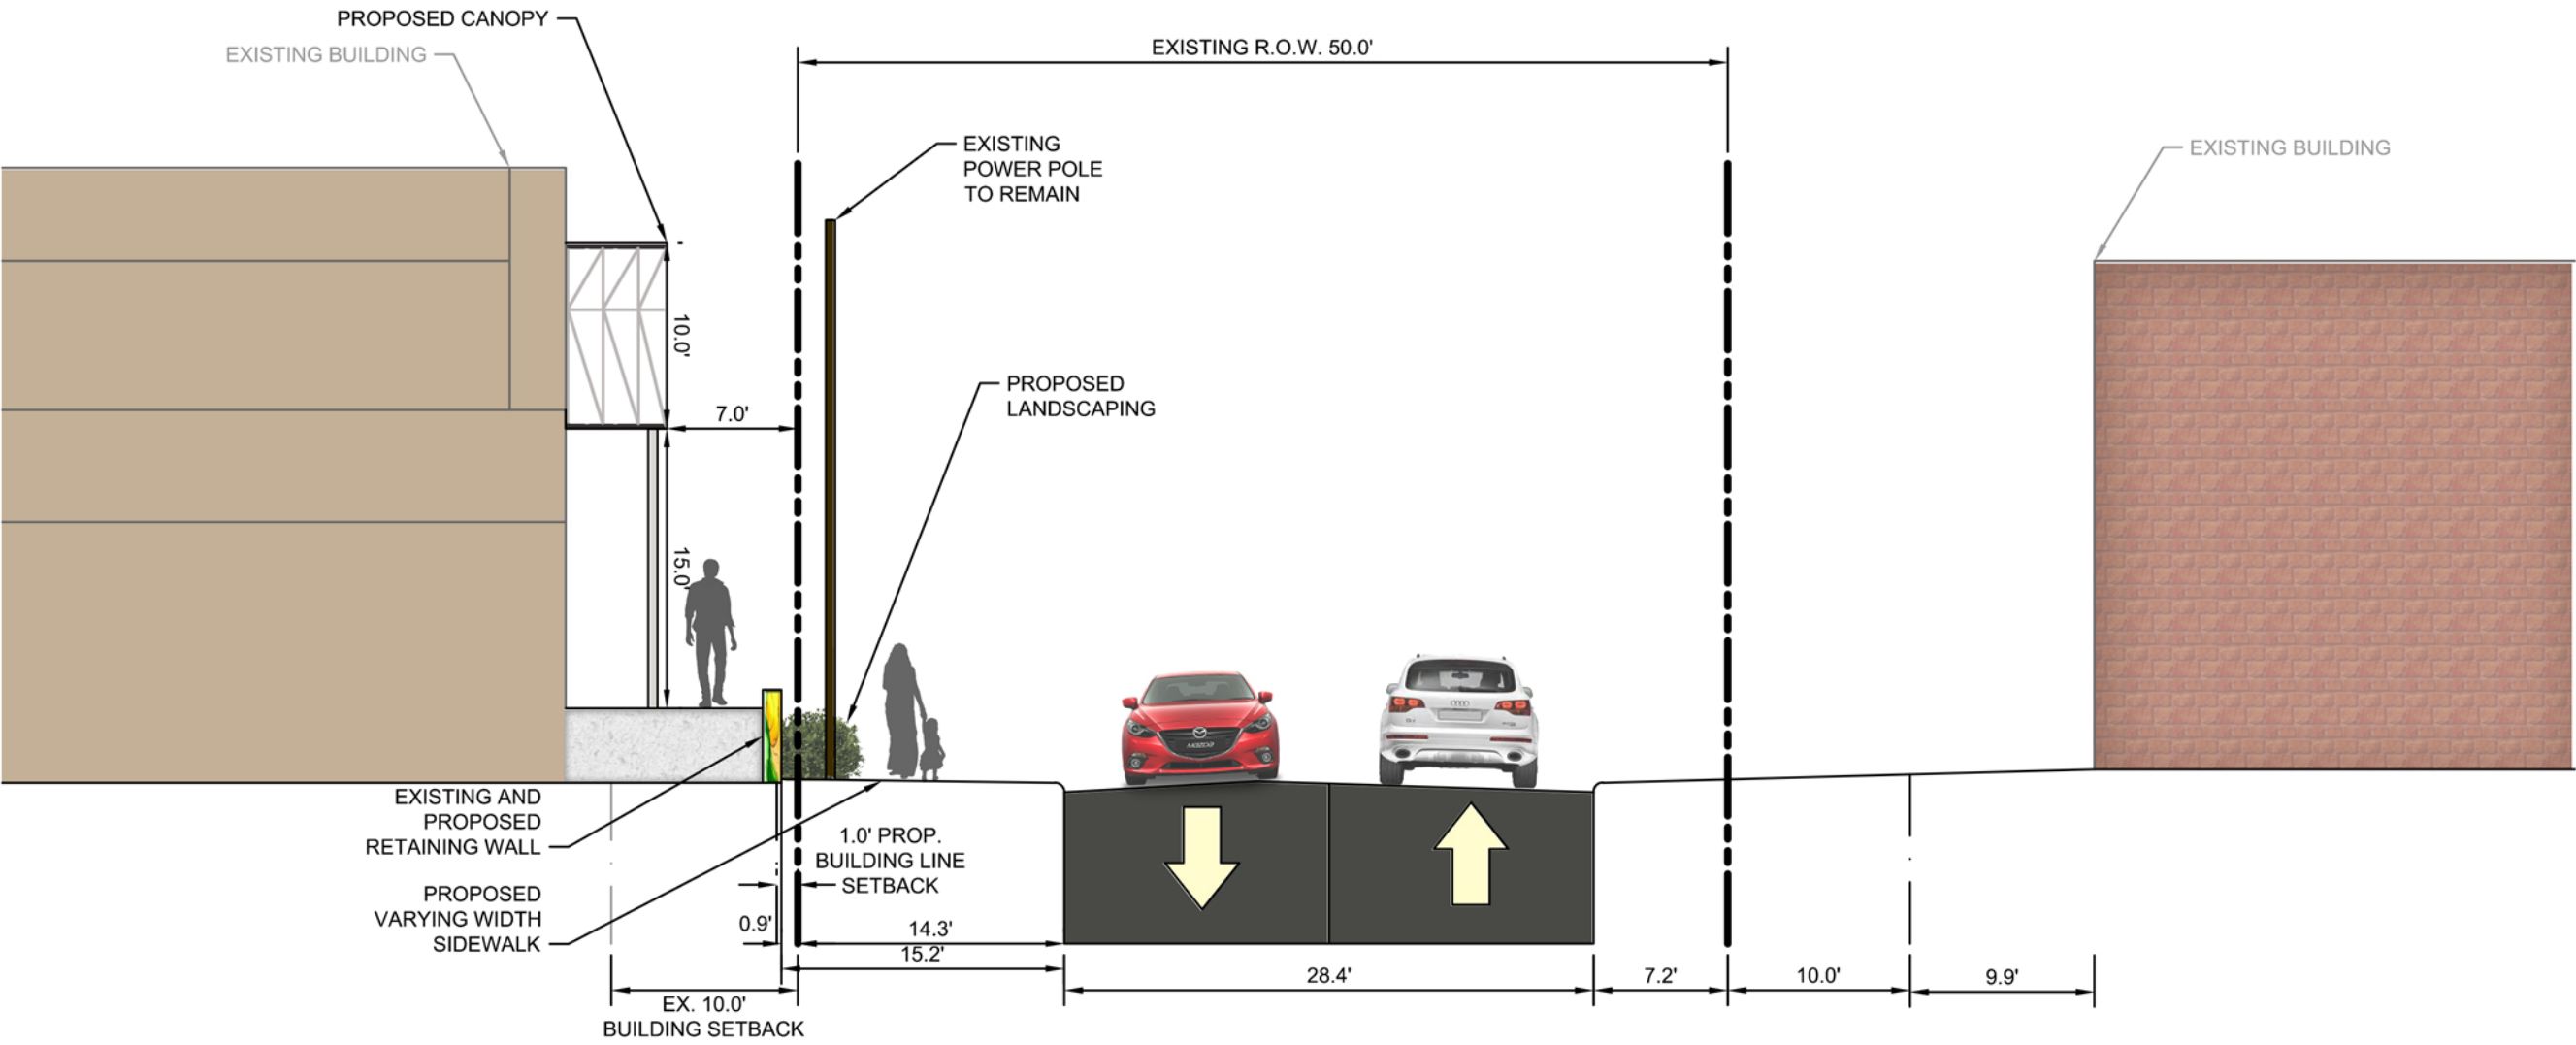 PROPOSED CANOPY
EXISTING BUILDING
EXISTING R.O.W. 50.0'
EXISTING
POWER POLE
TO REMAIN
EXISTING BUILDING
10.0'
7.0'
PROPOSED
LANDSCAPING
15.0'
MAZDA
EXISTING AND
PROPOSED
RETAINING WALL
1.0' PROP.
BUILDING LINE
SETBACK
PROPOSED
VARYING WIDTH
SIDEWALK
0.9'
14.3'
15.2'
28.4'
7.2'
10.0'
9.9'
EX. 10.0'
BUILDING SETBACK